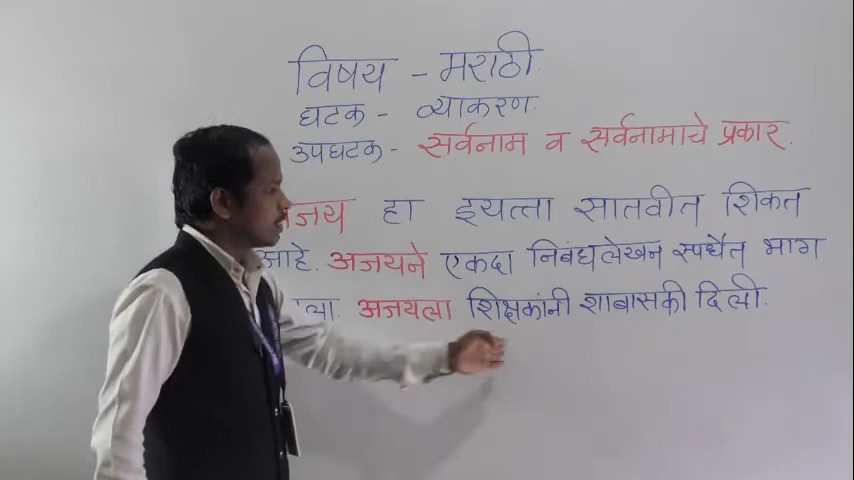 विषय - मराठी.
घटक - व्याकरण.
उपघटक - सर्वनाम व सर्वनामाचे प्रकार.
हा इयत्ता सातवीत शिकत
आहे. अजयने एकदा निबंधलेखन स्पर्धेत भाग
अजयला शिक्षकांनी शाबासकी दिली.